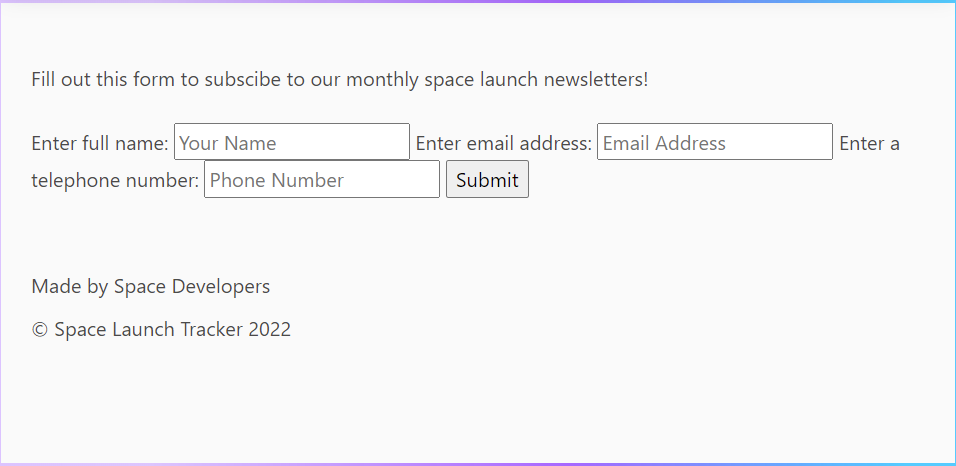 Fill out this form to subscibe to our monthly space launch newsletters!
Enter full name: Your Name Enter email address: Email Address Enter a
telephone number: Phone Number Submit
Made by Space Developers
© Space Launch Tracker 2022